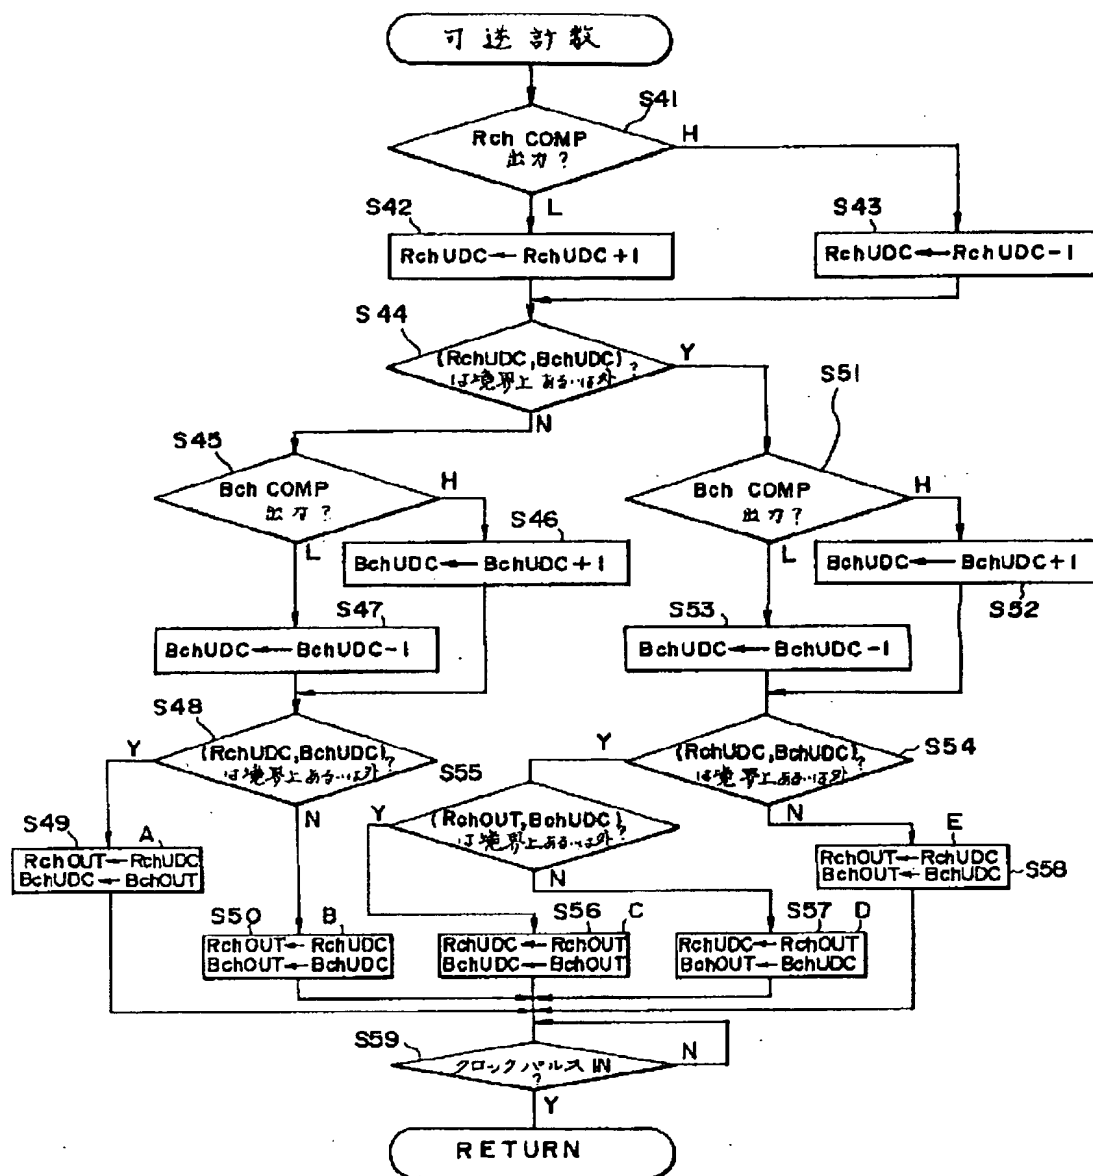 可逆計数
S41
Rch COMP
出力?
H
L
S42
RchUDC←RchUDC+1
S43
RchUDC←RchUDC-1
S44
(RchUDC,BchUDC)
は境界上あるいは外?
Y
N
S45
Bch COMP
出力?
H
L
S46
BchUDC←BchUDC+1
S47
BchUDC←BchUDC-1
S51
Bch COMP
出力?
H
L
BchUDC←BchUDC+1
S52
S53
BchUDC←BchUDC-1
S48
(RchUDC,BchUDC)
は境界上あるいは外?
Y
N
S54
(RchUDC,BchUDC)
は境界上あるいは外?
Y
N
S55
(RchOUT,BchUDC)
は境界上あるいは外?
Y
N
S49
A
RchOUT←RchUDC
BchUDC←BchOUT
S50
B
RchOUT←RchUDC
BchOUT←BchUDC
S56
C
RchUDC←RchOUT
BchUDC←BchOUT
S57
D
RchUDC←RchOUT
BchOUT←BchUDC
E
RchOUT←RchUDC
BchOUT←BchUDC
S58
S59
クロックパルス IN
?
N
Y
RETURN